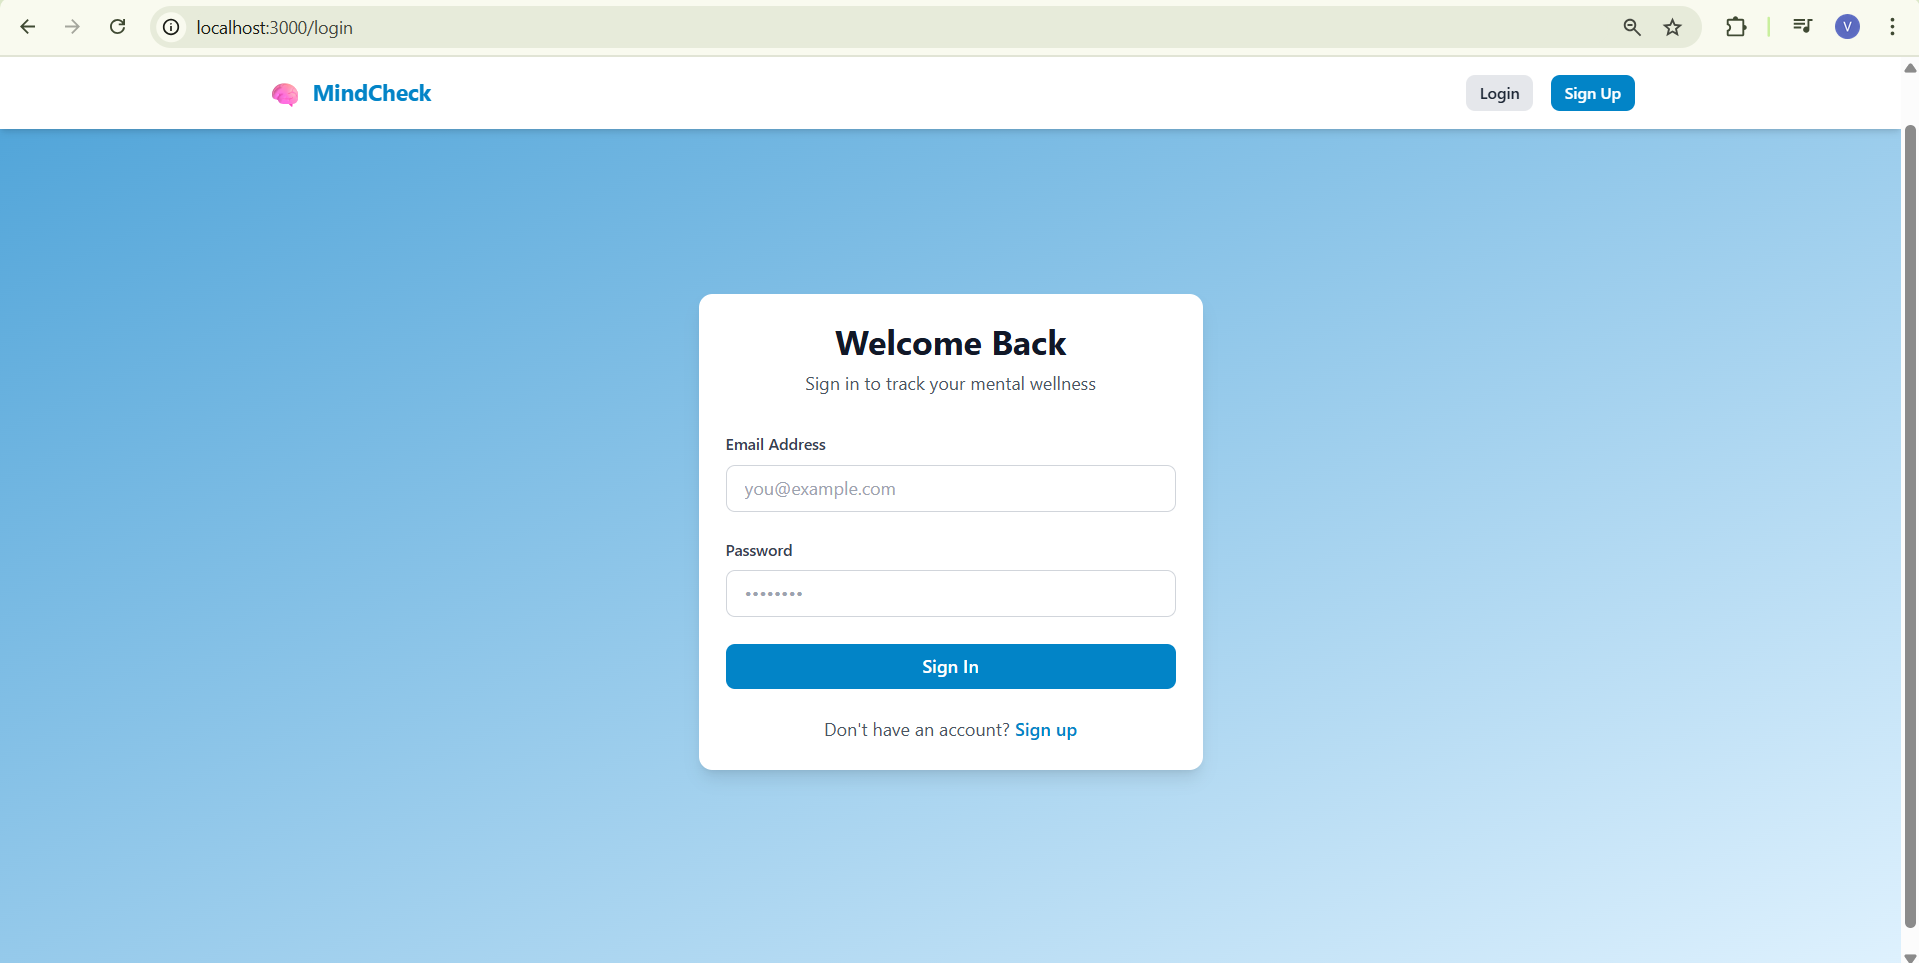 localhost:3000/login
V
MindCheck
Login
Sign Up
Welcome Back
Sign in to track your mental wellness
Email Address
you@example.com
Password
••••••••
Sign In
Don't have an account? Sign up